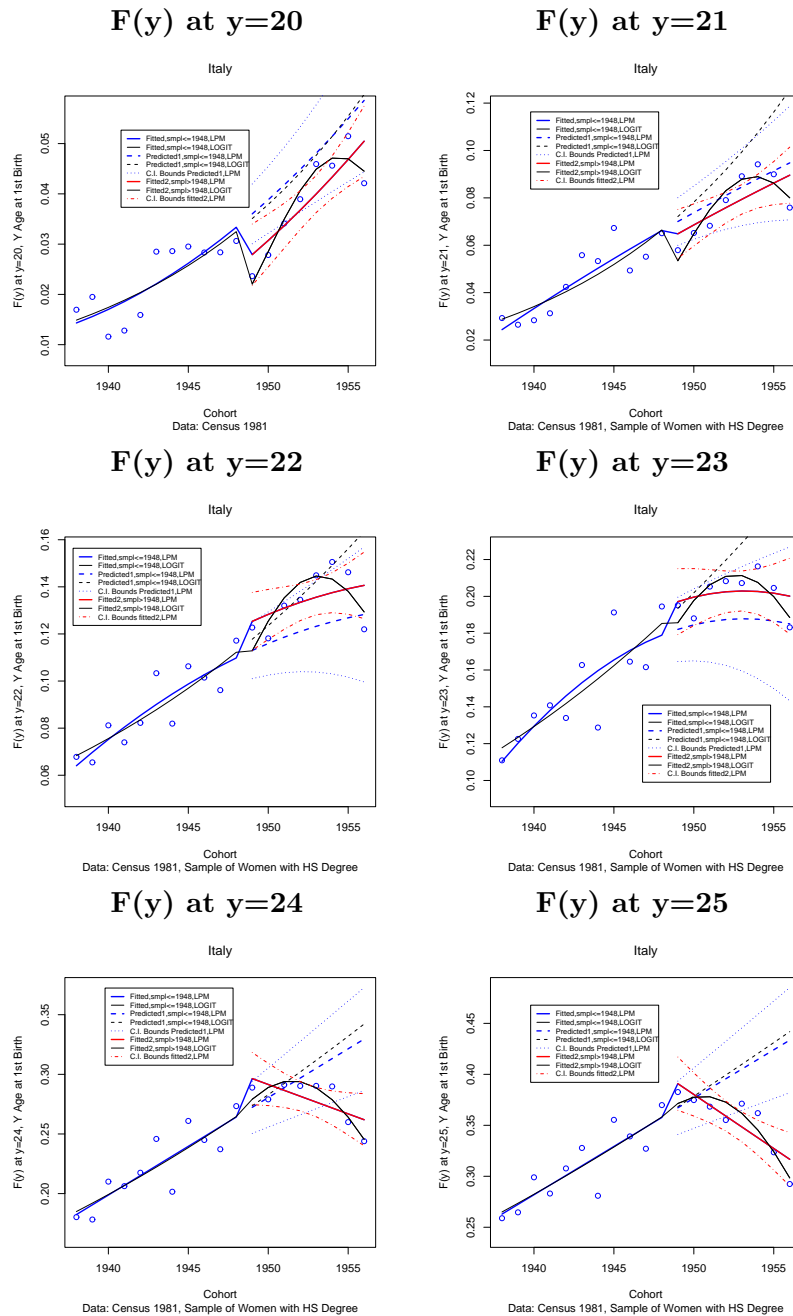 F(y) at y=20
Italy
Fitted,smpl<=1948,LPM
Fitted,smpl<=1948,LOGIT
Predicted1,smpl<=1948,LPM
Predicted1,smpl<=1948,LOGIT
C.I. Bounds Predicted1,LPM
Fitted2,smpl>1948,LPM
Fitted2,smpl>1948,LOGIT
C.I. Bounds fitted2,LPM
F(y) at y=20, Y Age at 1st Birth
0.01 0.02 0.03 0.04 0.05
1940 1945 1950 1955
Cohort
Data: Census 1981
F(y) at y=21
Italy
Fitted,smpl<=1948,LPM
Fitted,smpl<=1948,LOGIT
Predicted1,smpl<=1948,LPM
Predicted1,smpl<=1948,LOGIT
C.I. Bounds Predicted1,LPM
Fitted2,smpl>1948,LPM
Fitted2,smpl>1948,LOGIT
C.I. Bounds fitted2,LPM
F(y) at y=21, Y Age at 1st Birth
0.02 0.04 0.06 0.08 0.10 0.12
1940 1945 1950 1955
Cohort
Data: Census 1981, Sample of Women with HS Degree
F(y) at y=22
Italy
Fitted,smpl<=1948,LPM
Fitted,smpl<=1948,LOGIT
Predicted1,smpl<=1948,LPM
Predicted1,smpl<=1948,LOGIT
C.I. Bounds Predicted1,LPM
Fitted2,smpl>1948,LPM
Fitted2,smpl>1948,LOGIT
C.I. Bounds fitted2,LPM
F(y) at y=22, Y Age at 1st Birth
0.06 0.08 0.10 0.12 0.14 0.16
1940 1945 1950 1955
Cohort
Data: Census 1981, Sample of Women with HS Degree
F(y) at y=23
Italy
Fitted,smpl<=1948,LPM
Fitted,smpl<=1948,LOGIT
Predicted1,smpl<=1948,LPM
Predicted1,smpl<=1948,LOGIT
C.I. Bounds Predicted1,LPM
Fitted2,smpl>1948,LPM
Fitted2,smpl>1948,LOGIT
C.I. Bounds fitted2,LPM
F(y) at y=23, Y Age at 1st Birth
0.10 0.12 0.14 0.16 0.18 0.20 0.22
1940 1945 1950 1955
Cohort
Data: Census 1981, Sample of Women with HS Degree
F(y) at y=24
Italy
Fitted,smpl<=1948,LPM
Fitted,smpl<=1948,LOGIT
Predicted1,smpl<=1948,LPM
Predicted1,smpl<=1948,LOGIT
C.I. Bounds Predicted1,LPM
Fitted2,smpl>1948,LPM
Fitted2,smpl>1948,LOGIT
C.I. Bounds fitted2,LPM
F(y) at y=24, Y Age at 1st Birth
0.20 0.25 0.30 0.35
1940 1945 1950 1955
Cohort
Data: Census 1981, Sample of Women with HS Degree
F(y) at y=25
Italy
Fitted,smpl<=1948,LPM
Fitted,smpl<=1948,LOGIT
Predicted1,smpl<=1948,LPM
Predicted1,smpl<=1948,LOGIT
C.I. Bounds Predicted1,LPM
Fitted2,smpl>1948,LPM
Fitted2,smpl>1948,LOGIT
C.I. Bounds fitted2,LPM
F(y) at y=25, Y Age at 1st Birth
0.25 0.30 0.35 0.40 0.45
1940 1945 1950 1955
Cohort
Data: Census 1981, Sample of Women with HS Degree